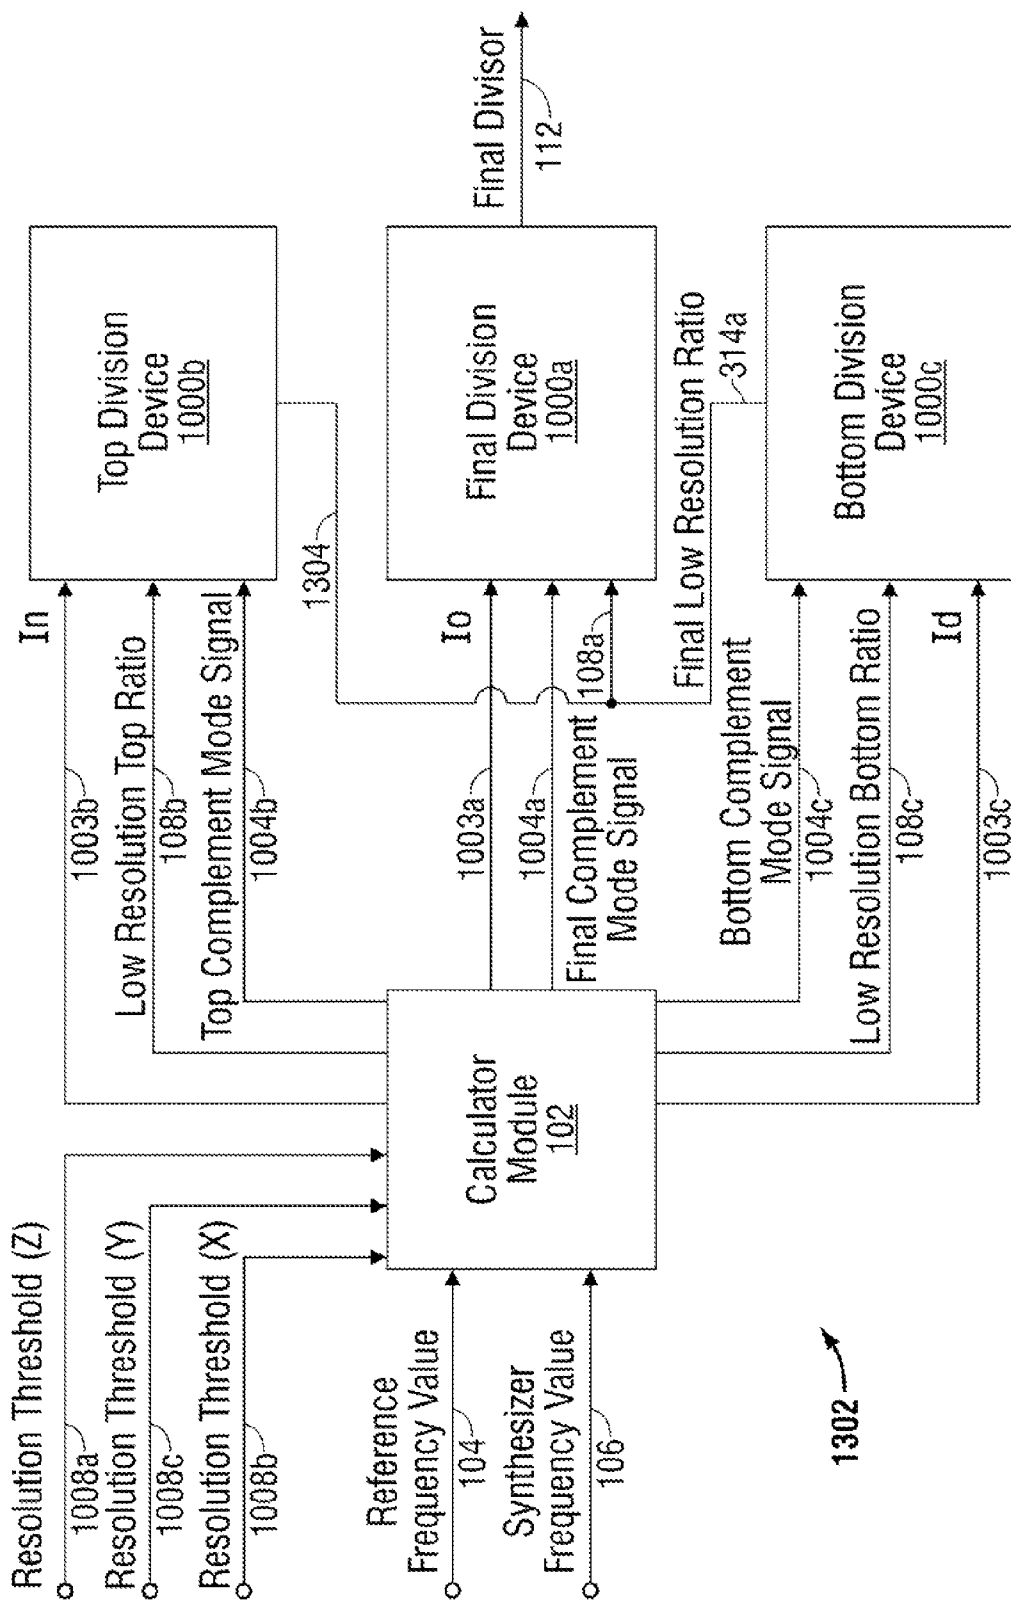 Resolution Threshold (Z)
1008a
Resolution Threshold (Y)
1008c
Resolution Threshold (X)
1008b
Reference
Frequency Value
104
Synthesizer
Frequency Value
106
1302
Calculator
Module
102
In
1003b
Low Resolution Top Ratio
108b
Top Complement Mode Signal
1004b
Io
1003a
1004a
Final Complement
Mode Signal
108a
1304
Bottom Complement
Mode Signal
1004c
Low Resolution Bottom Ratio
108c
Id
1003c
Final Low Resolution Ratio
314a
Top Division
Device
1000b
Final Division
Device
1000a
Bottom Division
Device
1000c
Final Divisor
112